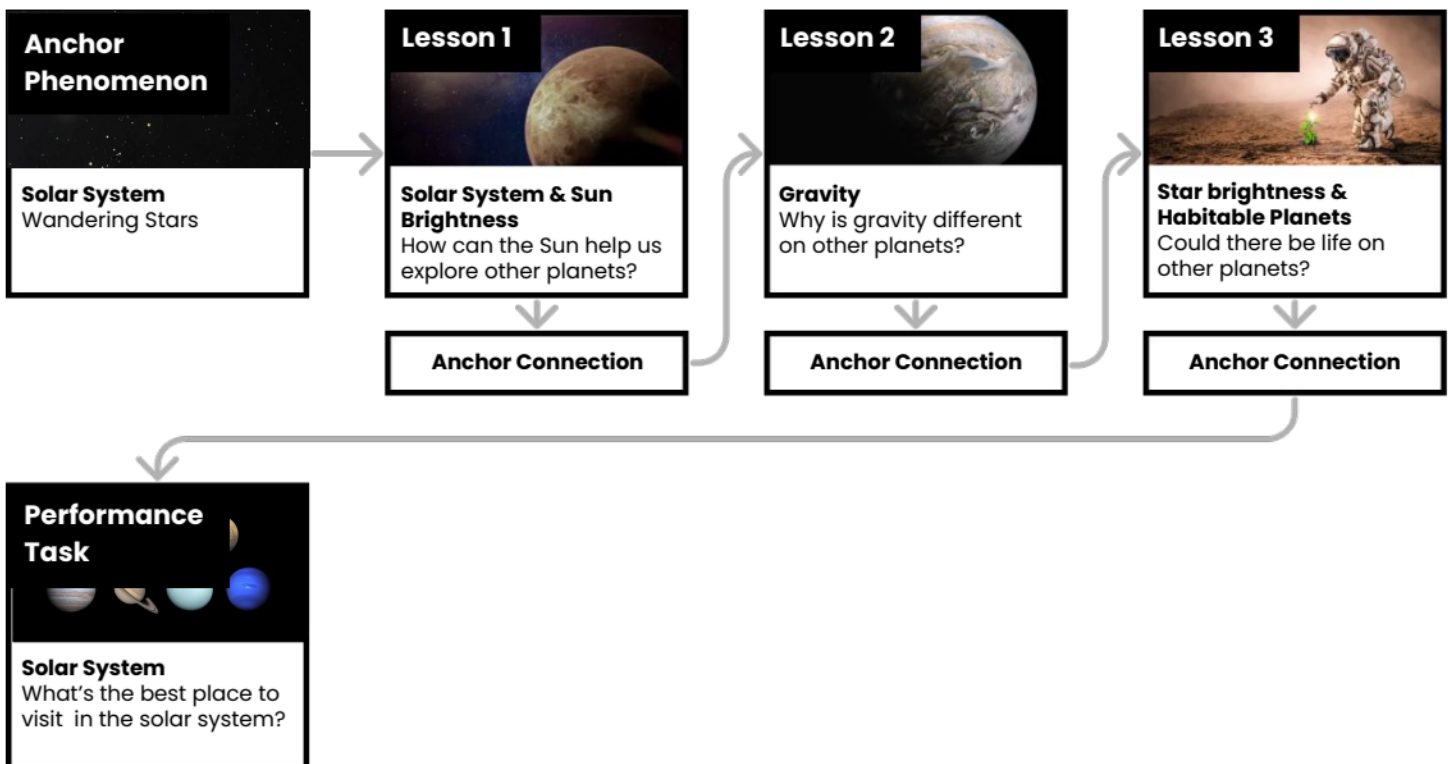 Anchor
Phenomenon
Solar System
Wandering Stars
Lesson 1
Solar System & Sun
Brightness
How can the Sun help us
explore other planets?
Anchor Connection
Lesson 2
Gravity
Why is gravity different
on other planets?
Anchor Connection
Lesson 3
Star brightness &
Habitable Planets
Could there be life on
other planets?
Anchor Connection
Performance
Task
Solar System
What's the best place to
visit in the solar system?